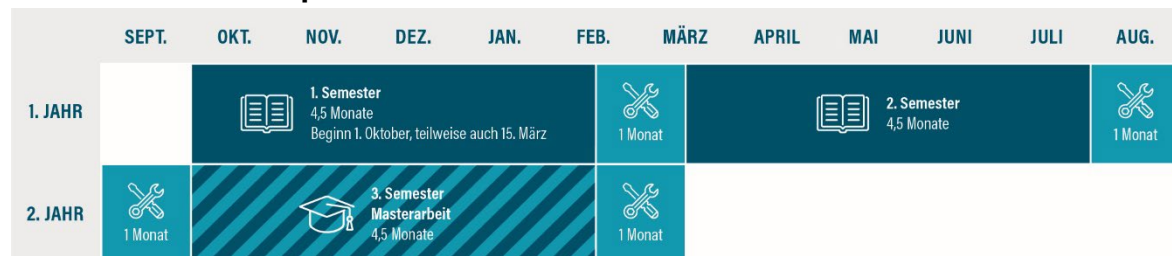 SEPT. OKT. NOV. DEZ. JAN. FEB. MÄRZ APRIL MAI JUNI JULI AUG.
1. JAHR
1. Semester
4,5 Monate
Beginn 1. Oktober, teilweise auch 15. März
1 Monat
2. Semester
4,5 Monate
1 Monat
2. JAHR
1 Monat
3. Semester
Masterarbeit
4,5 Monate
1 Monat